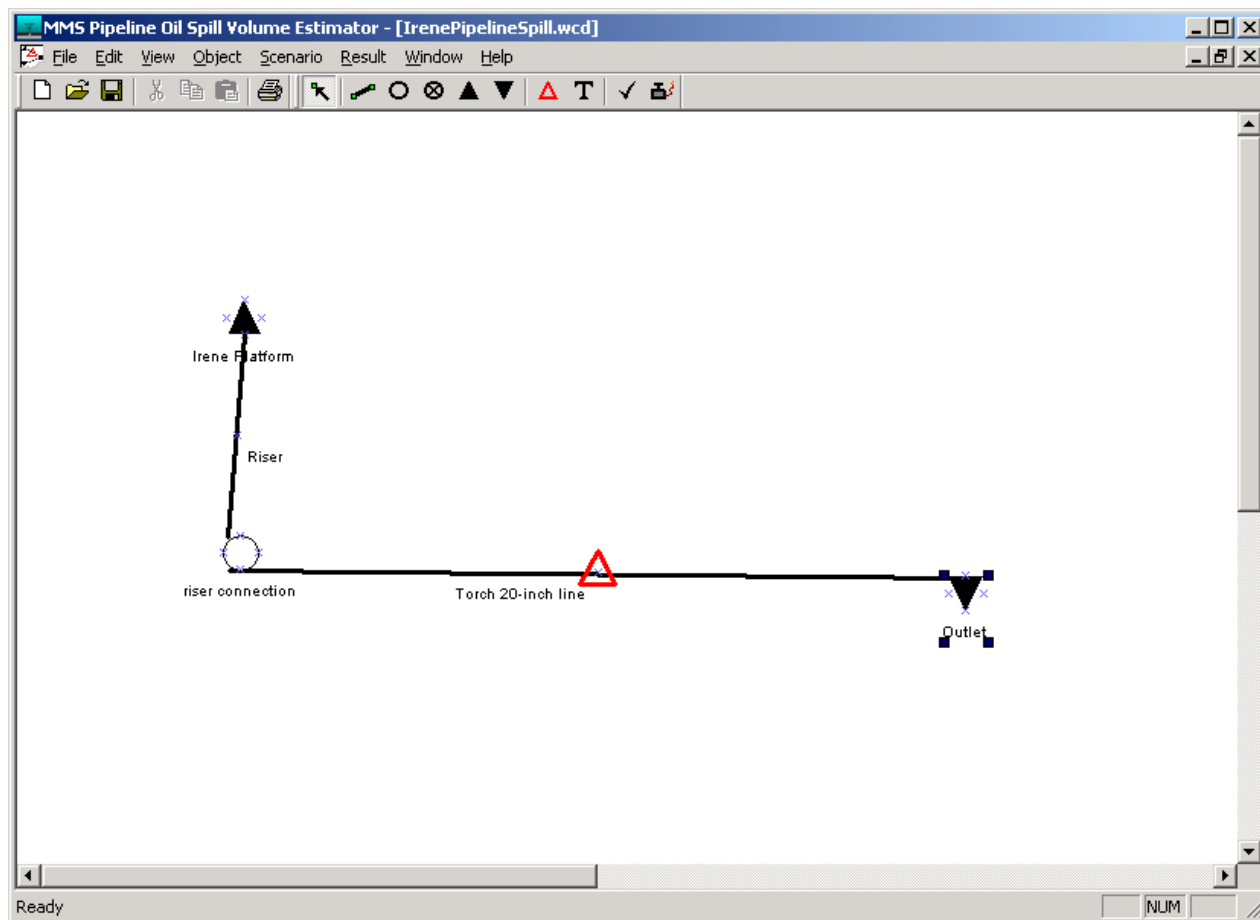 MMS Pipeline Oil Spill Volume Estimator - [IrenePipelineSpill.wcd]
File Edit View Object Scenario Result Window Help
T
Irene Platform
Riser
riser connection
Torch 20-inch line
Outlet
Ready
NUM